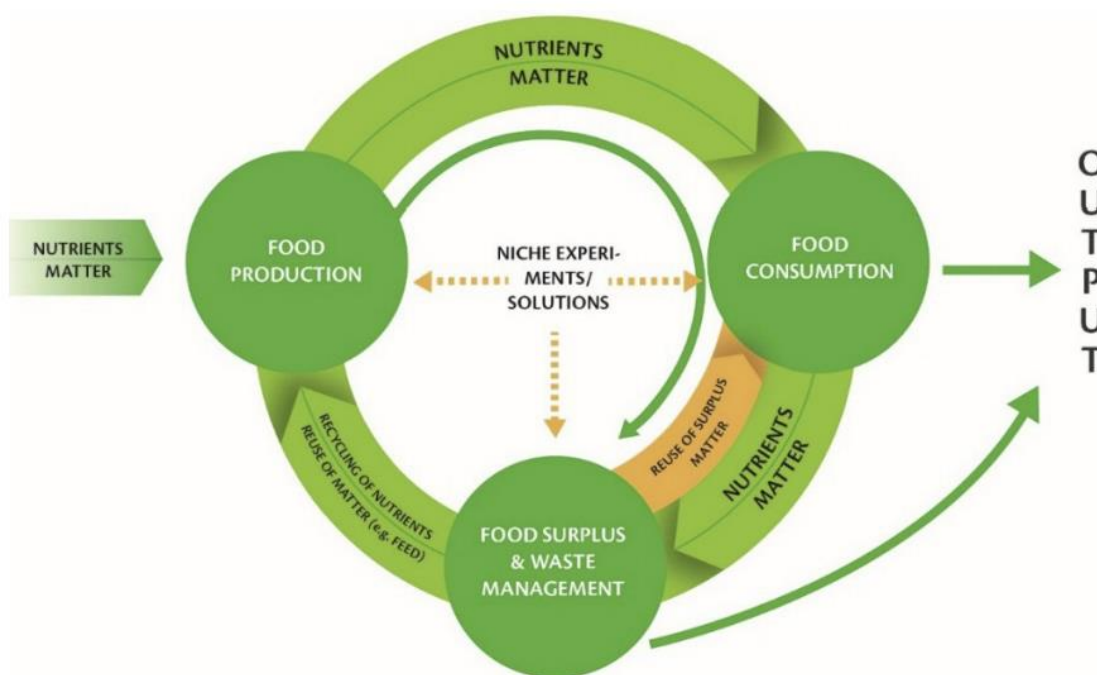 NUTRIENTS
MATTER
NUTRIENTS
MATTER
FOOD
PRODUCTION
NICHE EXPERI-
MENTS/
SOLUTIONS
FOOD
CONSUMPTION
OUTPUT
RECYCLING OF NUTRIENTS
REUSE OF MATTER (e.g. FEED)
REUSE OF SURPLUS
MATTER
NUTRIENTS
MATTER
FOOD SURPLUS
& WASTE
MANAGEMENT